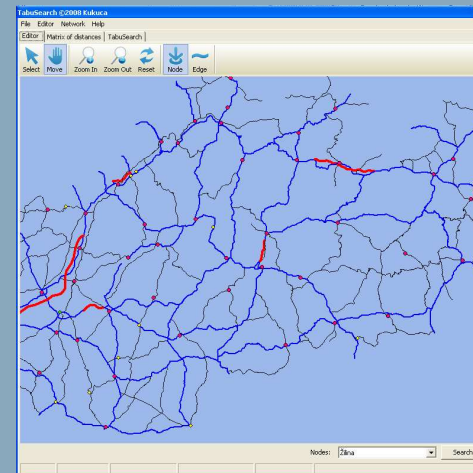 TabuSearch ©2008 Kukuca
File Editor Network Help
Editor Matrix of distances TabuSearch
Select Move Zoom In Zoom Out Reset Node Edge
Nodes: Žilina Search